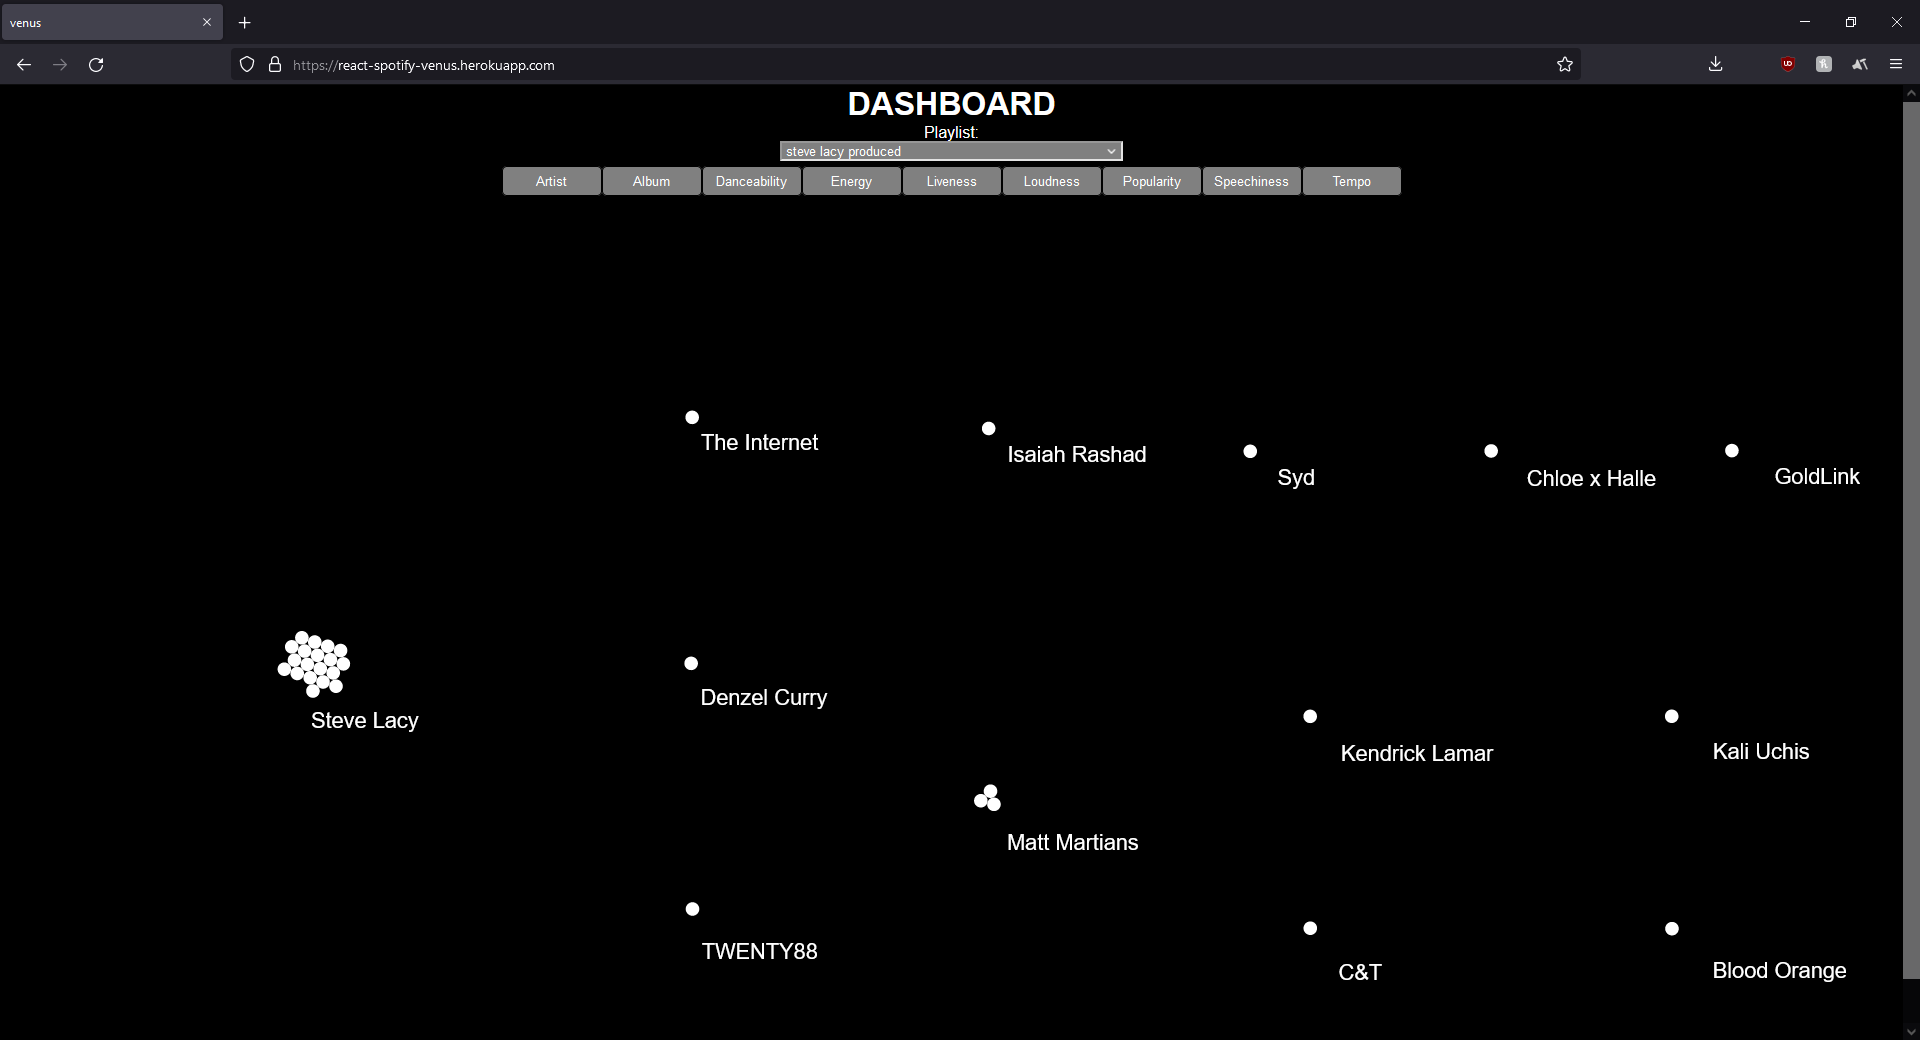 venus
https://react-spotify-venus.herokuapp.com
DASHBOARD
Playlist:
steve lacy produced
Artist Album Danceability Energy Liveness Loudness Popularity Speechiness Tempo
The Internet
Isaiah Rashad
Syd
Chloe x Halle
GoldLink
Steve Lacy
Denzel Curry
Kendrick Lamar
Kali Uchis
Matt Martians
TWENTY88
C&T
Blood Orange